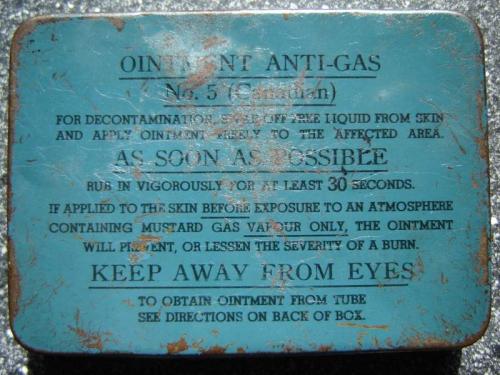 OINTMENT ANTI-GAS
No. 5 (Canadian)
FOR DECONTAMINATION, SWAB OFF FREE LIQUID FROM SKIN
AND APPLY OINTMENT FREELY TO THE AFFECTED AREA.
AS SOON AS POSSIBLE
RUB IN VIGOROUSLY FOR AT LEAST 30 SECONDS.
IF APPLIED TO THE SKIN BEFORE EXPOSURE TO AN ATMOSPHERE
CONTAINING MUSTARD GAS VAPOUR ONLY, THE OINTMENT
WILL PREVENT, OR LESSEN THE SEVERITY OF A BURN.
KEEP AWAY FROM EYES
TO OBTAIN OINTMENT FROM TUBE
SEE DIRECTIONS ON BACK OF BOX.